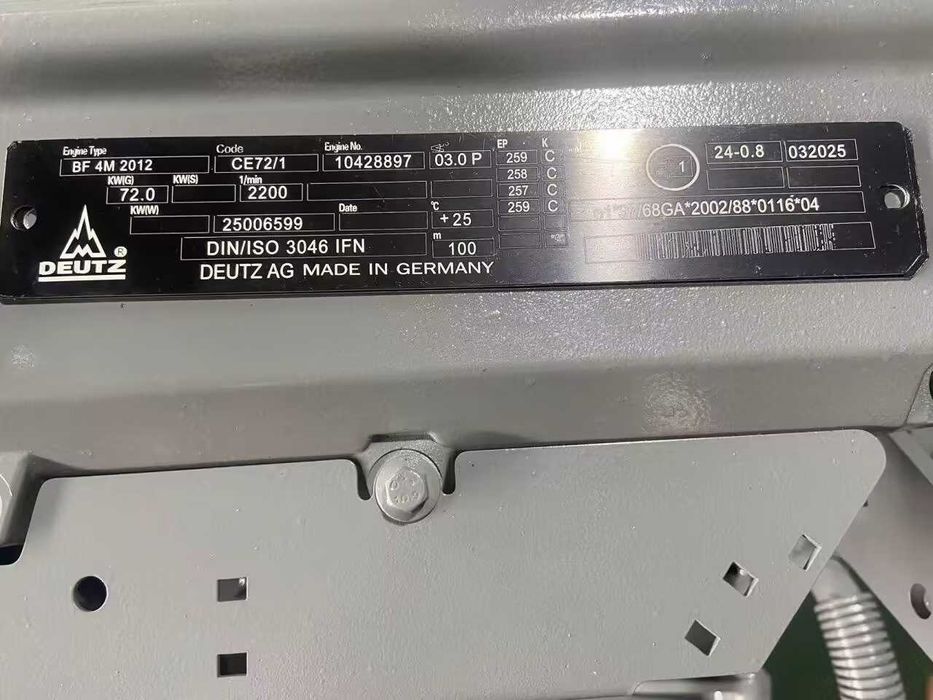 Engine Type Code Engine No. EP K
BF 4M 2012 CE72/1 10428897 03.0 P 259 C 1 24-0.8 032025
KW(G) KW(S) 1/min 258 C
72.0 2200 257 C
KW(W) Date °C 259 C /68GA*2002/88*0116*04
25006599 +25
DIN/ISO 3046 IFN m 100
DEUTZ ®
DEUTZ AG MADE IN GERMANY